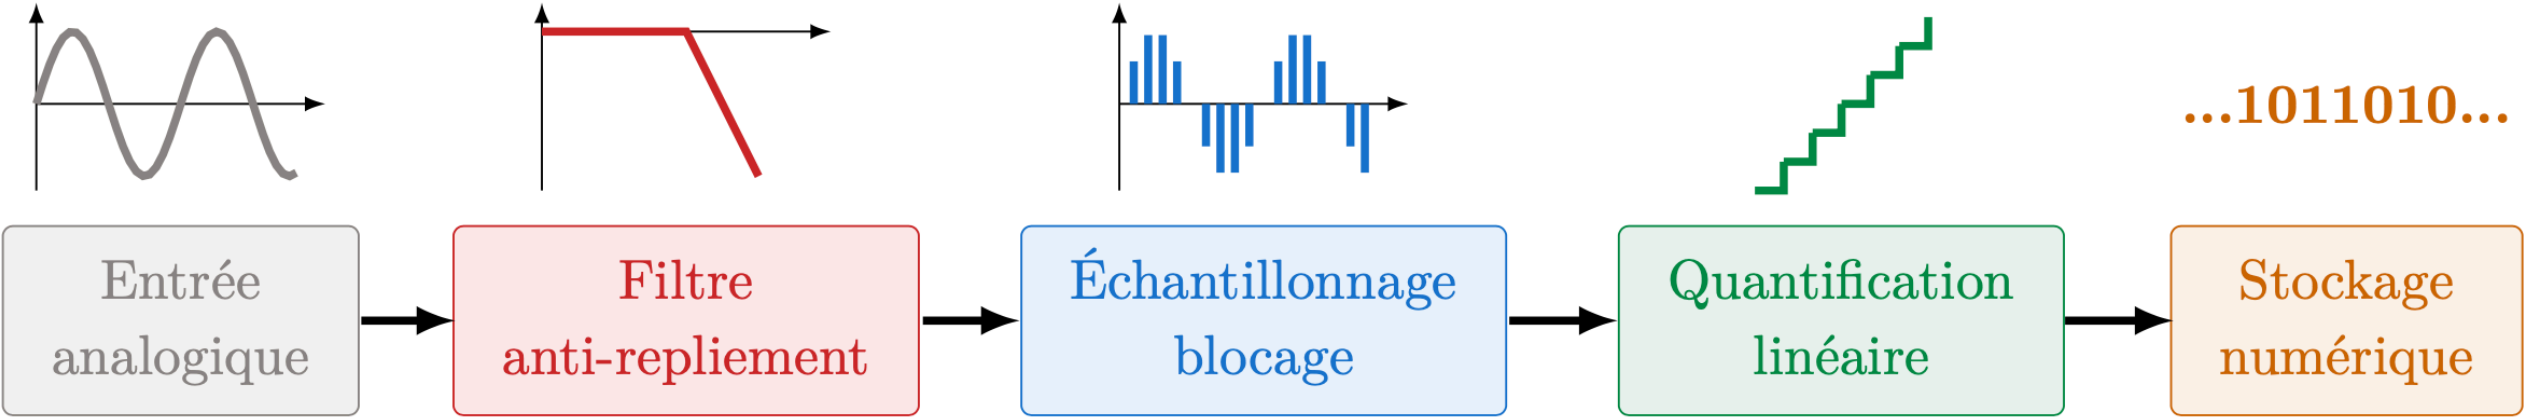 ...1011010...
Entrée
analogique
Filtre
anti-repliement
Échantillonnage
blocage
Quantification
linéaire
Stockage
numérique